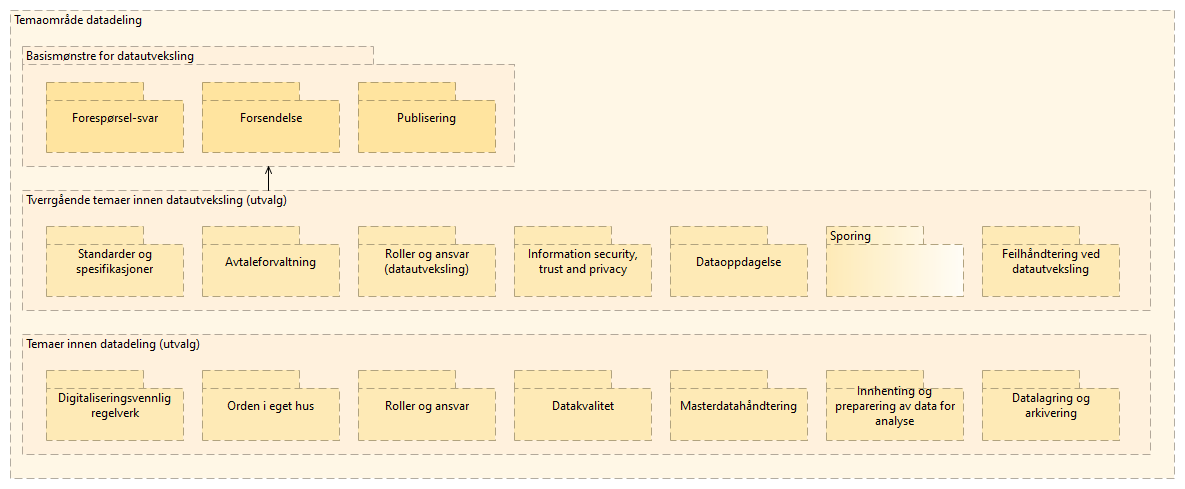 Temaområde datadeling
Basismønstre for datautveksling
Forespørsel-svar
Forsendelse
Publisering
Tverrgående temaer innen datautveksling (utvalg)
Standarder og
spesifikasjoner
Avtaleforvaltning
Roller og ansvar
(datautveksling)
Information security,
trust and privacy
Dataoppdagelse
Sporing
Feilhåndtering ved
datautveksling
Temaer innen datadeling (utvalg)
Digitaliseringsvennlig
regelverk
Orden i eget hus
Roller og ansvar
Datakvalitet
Masterdatahåndtering
Innhenting og
preparering av data for
analyse
Datalagring og
arkivering